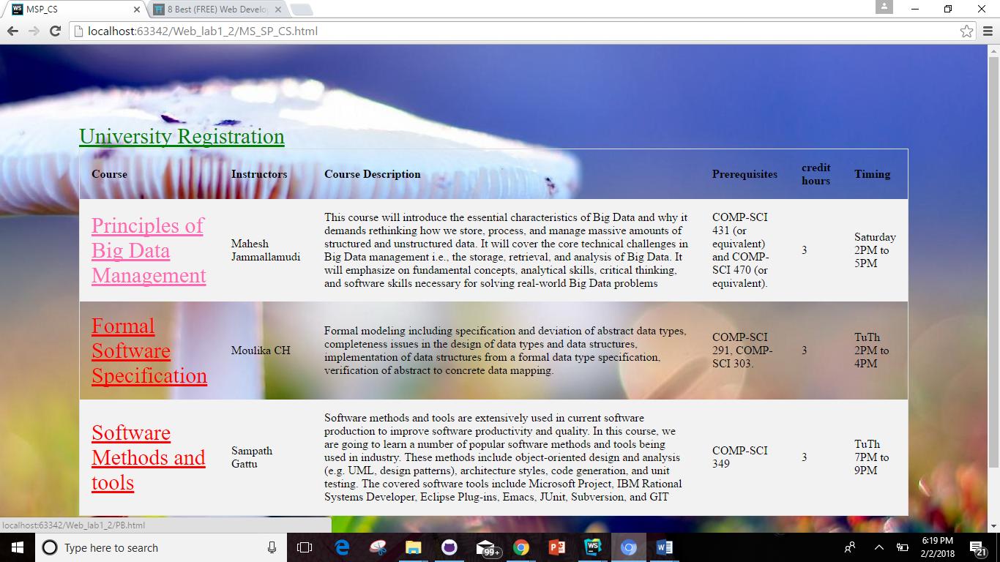 MSP_CS
8 Best (FREE) Web Develo
localhost:63342/Web_lab1_2/MS_SP_CS.html
University Registration
Course Instructors Course Description Prerequisites credit hours Timing
Principles of
Big Data
Management
Mahesh
Jammallamudi
This course will introduce the essential characteristics of Big Data and why it
demands rethinking how we store, process, and manage massive amounts of
structured and unstructured data. It will cover the core technical challenges in
Big Data management i.e., the storage, retrieval, and analysis of Big Data. It
will emphasize on fundamental concepts, analytical skills, critical thinking,
and software skills necessary for solving real-world Big Data problems
COMP-SCI
431 (or
equivalent)
and COMP-
SCI 470 (or
equivalent).
3
Saturday
2PM to
5PM
Formal
Software
Specification
Moulika CH
Formal modeling including specification and deviation of abstract data types,
completeness issues in the design of data types and data structures,
implementation of data structures from a formal data type specification,
verification of abstract to concrete data mapping.
COMP-SCI
291, COMP-
SCI 303.
3
TuTh
2PM to
4PM
Software
Methods and
tools
Sampath
Gattu
Software methods and tools are extensively used in current software
production to improve software productivity and quality. In this course, we
are going to learn a number of popular software methods and tools being
used in industry. These methods include object-oriented design and analysis
(e.g. UML, design patterns), architecture styles, code generation, and unit
testing. The covered software tools include Microsoft Project, IBM Rational
Systems Developer, Eclipse Plug-ins, Emacs, JUnit, Subversion, and GIT
COMP-SCI
349
3
TuTh
7PM to
9PM
localhost:63342/Web_lab1_2/PB.html
Type here to search
99+
6:19 PM
2/2/2018
21